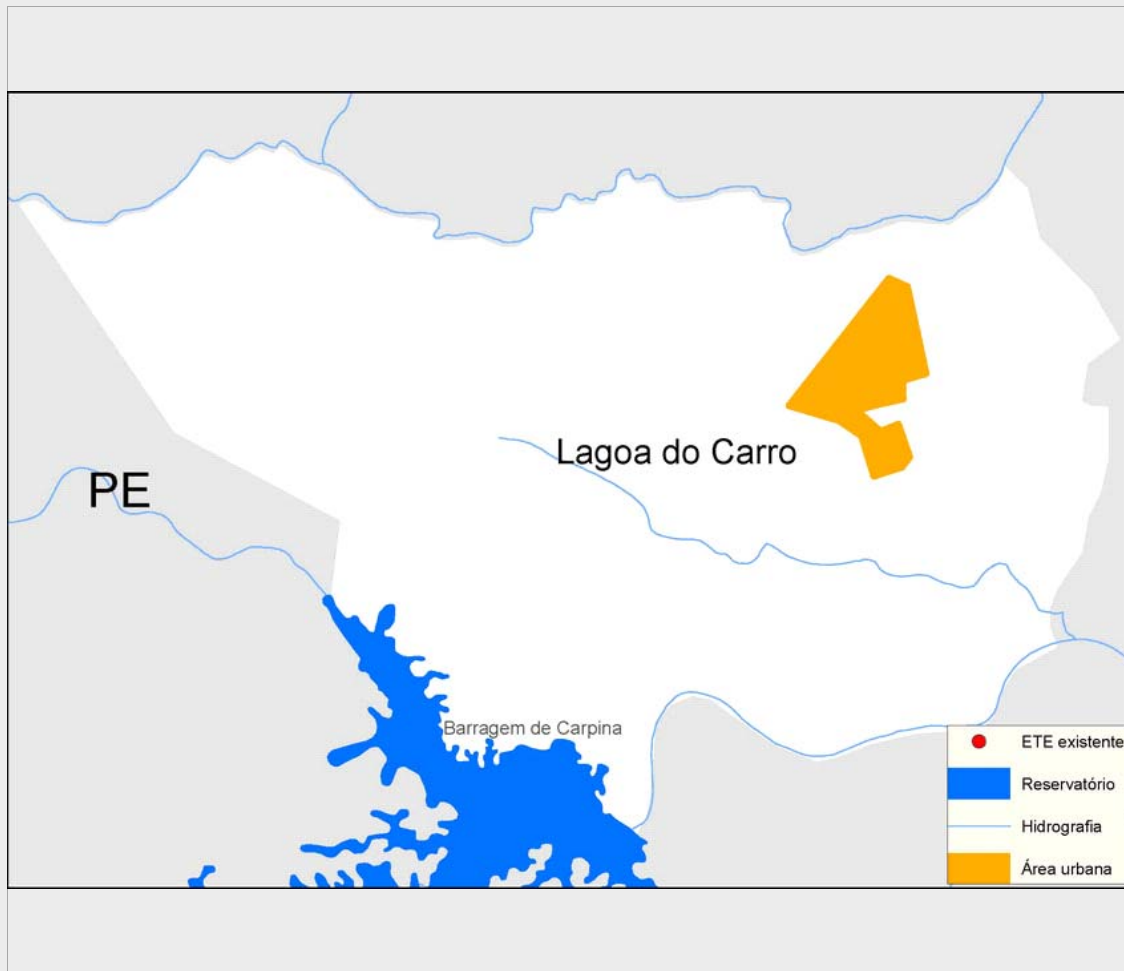 Lagoa do Carro
PE
Barragem de Carpina
ETE existente
Reservatório
Hidrografia
Área urbana